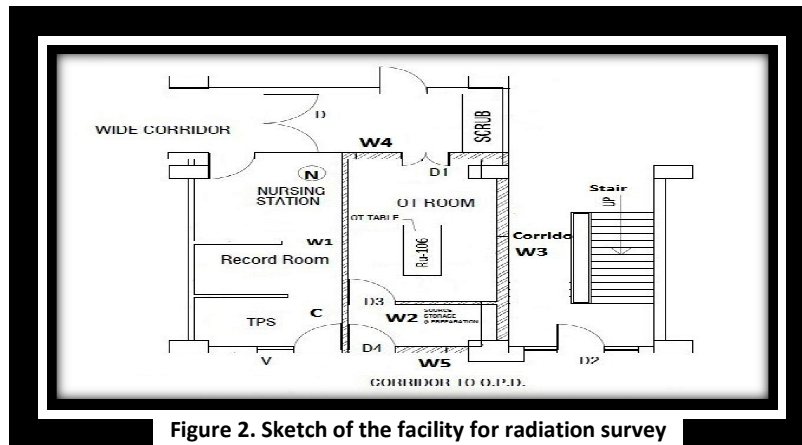 D
WIDE CORRIDOR
SCRUB
W4
N
D1
NURSING
STATION
OT ROOM
Stair
UP
OT TABLE
Ru-106
Corrido
W3
W1
Record Room
D3
C
W2
SOURCE
STORAGE
& PREPARATION
TPS
D4
W5
V
D2
CORRIDOR TO O.P.D.
Figure 2. Sketch of the facility for radiation survey